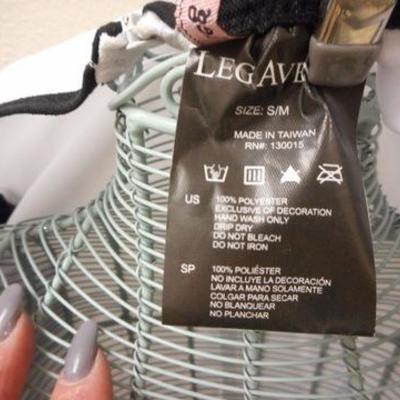 LEG AVE
SIZE: S/M
MADE IN TAIWAN
RN#: 130015
US
100% POLYESTER
EXCLUSIVE OF DECORATION
HAND WASH ONLY
DRIP DRY
DO NOT BLEACH
DO NOT IRON
SP
100% POLIÉSTER
NO INCLUYE LA DECORACIÓN
LAVAR A MANO SOLAMENTE
COLGAR PARA SECAR
NO BLANQUEAR
NO PLANCHAR